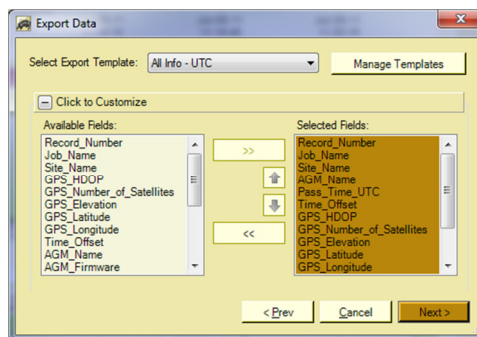 Export Data
Select Export Template: All Info - UTC Manage Templates
Click to Customize
Available Fields: Selected Fields:
Record_Number
Job_Name
Site_Name
GPS_HDOP
GPS_Number_of_Satellites
GPS_Elevation
GPS_Latitude
GPS_Longitude
Time_Offset
AGM_Name
AGM_Firmware
>>
<<
Record_Number
Job_Name
Site_Name
AGM_Name
Pass_Time_UTC
Time_Offset
GPS_HDOP
GPS_Number_of_Satellites
GPS_Elevation
GPS_Latitude
GPS_Longitude
< Prev Cancel Next >